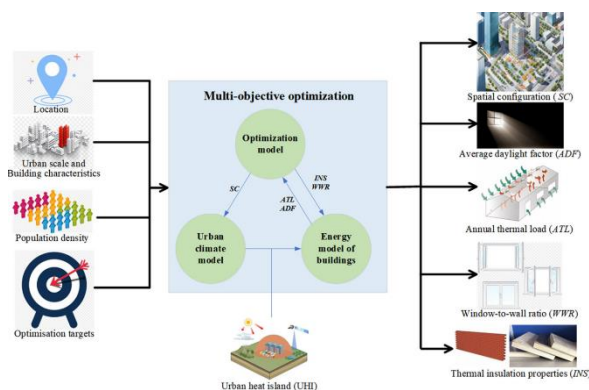 Location
Urban scale and
Building characteristics
Population density
Optimisation targets
Multi-objective optimization
Optimization
model
SC
INS
WWR
ATL
ADF
Urban
climate
model
Energy
model of
buildings
Urban heat island (UHI)
Spatial configuration (SC)
Average daylight factor (ADF)
Annual thermal load (ATL)
Window-to-wall ratio (WWR)
Thermal insulation properties (INS)